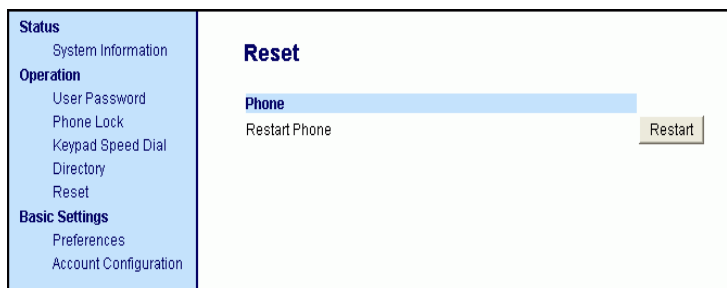 Status
System Information
Operation
User Password
Phone Lock
Keypad Speed Dial
Directory
Reset
Basic Settings
Preferences
Account Configuration
Reset
Phone
Restart Phone
Restart